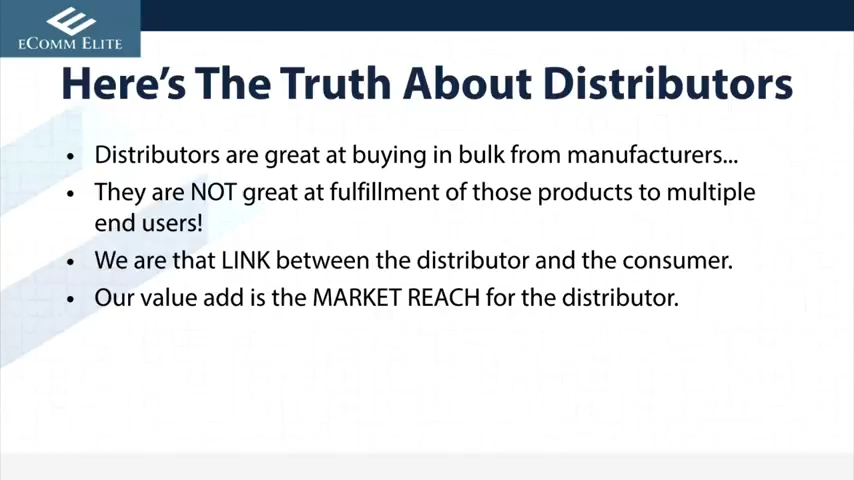 eComm Elite
Here's The Truth About Distributors
• Distributors are great at buying in bulk from manufacturers...
• They are NOT great at fulfillment of those products to multiple
end users!
• We are that LINK between the distributor and the consumer.
• Our value add is the MARKET REACH for the distributor.